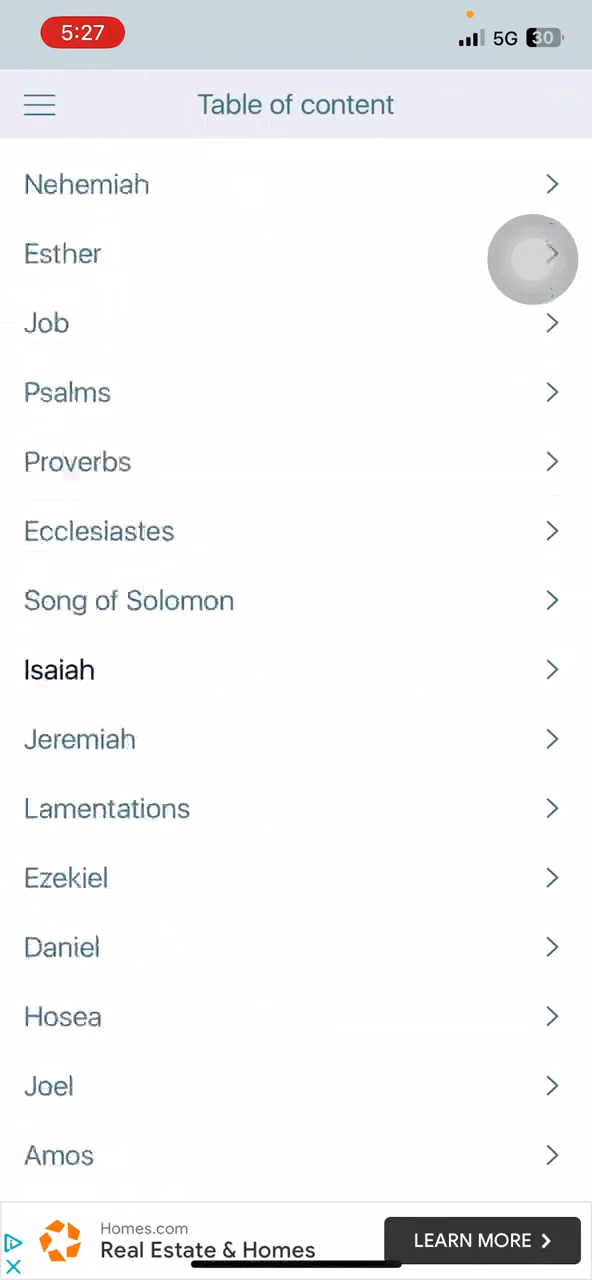 5:27
5G
30
Table of content
Nehemiah
Esther
Job
Psalms
Proverbs
Ecclesiastes
Song of Solomon
Isaiah
Jeremiah
Lamentations
Ezekiel
Daniel
Hosea
Joel
Amos
Homes.com
Real Estate & Homes
LEARN MORE